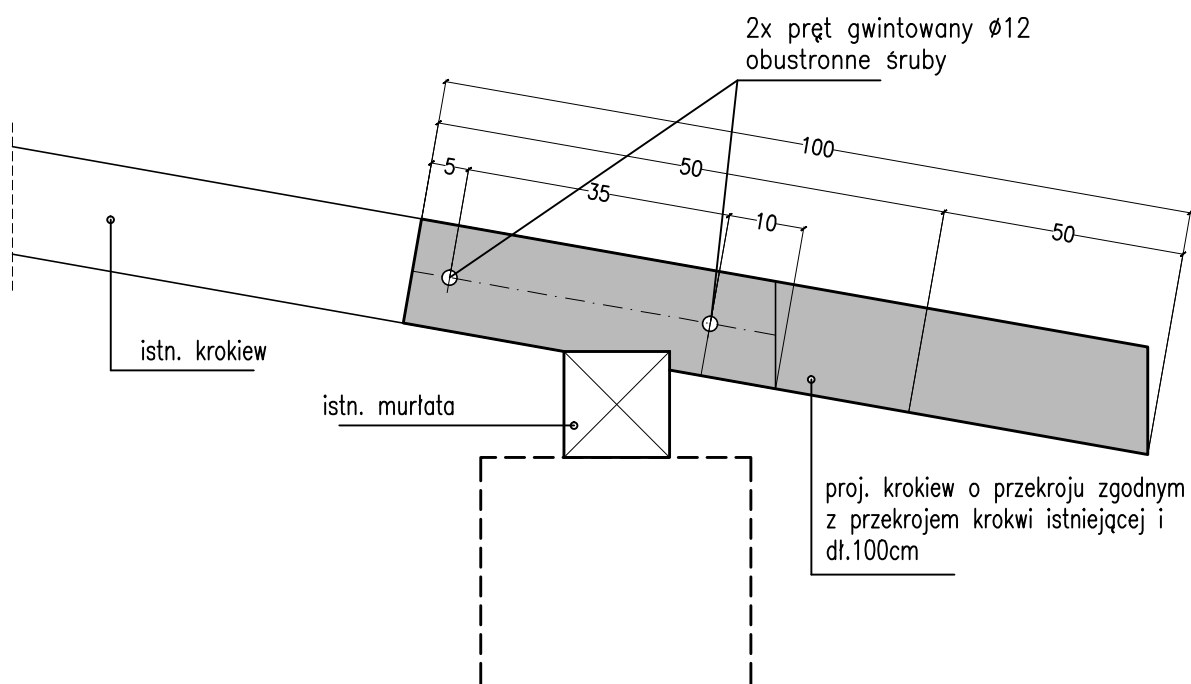 2x pręt gwintowany Ø12
obustronne śruby
100
50
5
35
10
50
istn. krokiew
istn. murłata
proj. krokiew o przekroju zgodnym
z przekrojem krokwi istniejącej i
dł.100cm